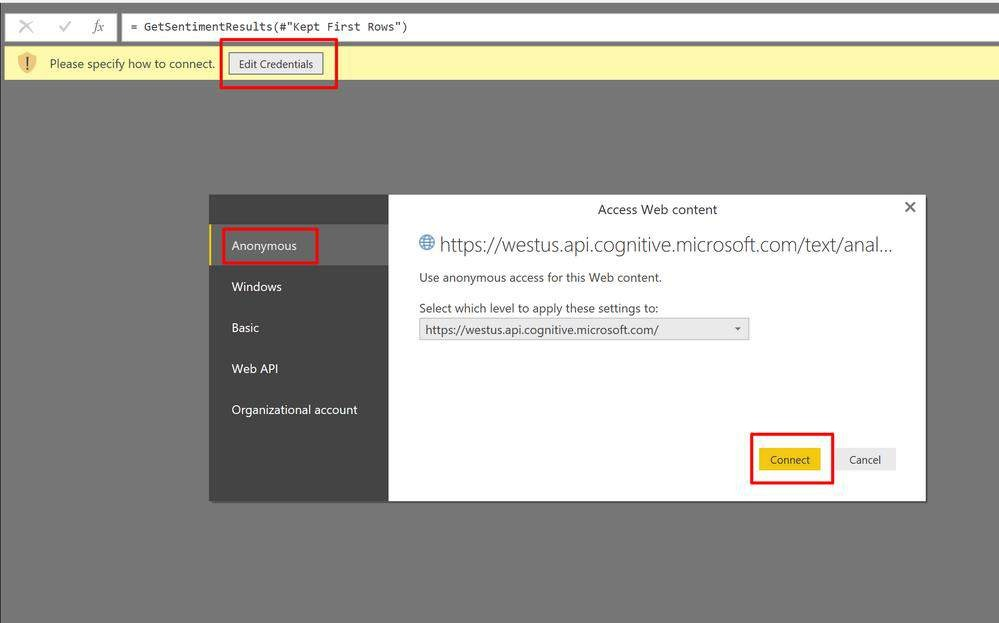 fx = GetSentimentResults(#"Kept First Rows")
! Please specify how to connect. Edit Credentials
Access Web content
Anonymous
Windows
Basic
Web API
Organizational account
https://westus.api.cognitive.microsoft.com/text/anal...
Use anonymous access for this Web content.
Select which level to apply these settings to:
https://westus.api.cognitive.microsoft.com/
Connect Cancel